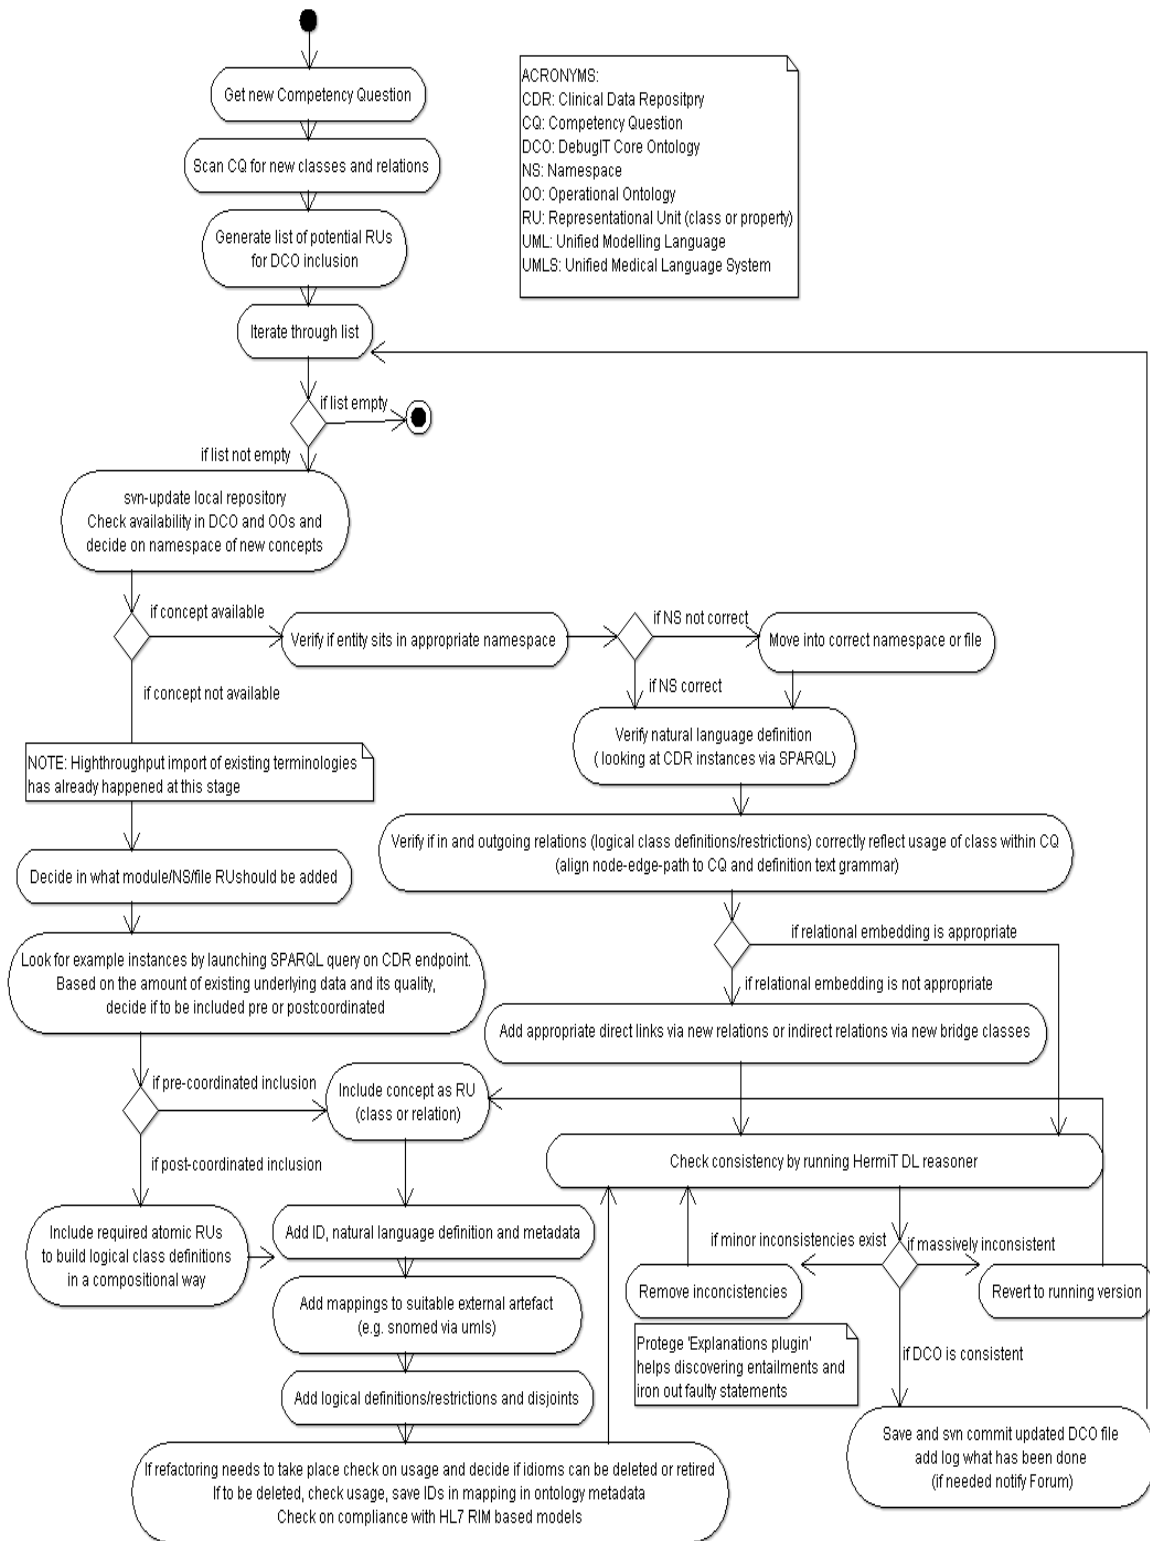 Get new Competency Question
Scan CQ for new classes and relations
Generate list of potential RUs
for DCO inclusion
Iterate through list
ACRONYMS:
CDR: Clinical Data Repositpry
CQ: Competency Question
DCO: DebugIT Core Ontology
NS: Namespace
OO: Operational Ontology
RU: Representational Unit (class or property)
UML: Unified Modelling Language
UMLS: Unified Medical Language System
if list empty
if list not empty
svn-update local repository
Check availability in DCO and OOs and
decide on namespace of new concepts
if concept available
Verify if entity sits in appropriate namespace
if NS not correct
Move into correct namespace or file
if concept not available
if NS correct
Verify natural language definition
( looking at CDR instances via SPARQL)
NOTE: Highthroughput import of existing terminologies
has already happened at this stage
Verify if in and outgoing relations (logical class definitions/restrictions) correctly reflect usage of class within CQ
(align node-edge-path to CQ and definition text grammar)
Decide in what module/NS/file RUshould be added
if relational embedding is appropriate
Look for example instances by launching SPARQL query on CDR endpoint.
Based on the amount of existing underlying data and its quality,
decide if to be included pre or postcoordinated
if relational embedding is not appropriate
Add appropriate direct links via new relations or indirect relations via new bridge classes
if pre-coordinated inclusion
Include concept as RU
(class or relation)
if post-coordinated inclusion
Check consistency by running HermiT DL reasoner
Include required atomic RUs
to build logical class definitions
in a compositional way
Add ID, natural language definition and metadata
if minor inconsistencies exist
if massively inconsistent
Remove inconcistencies
Revert to running version
Add mappings to suitable external artefact
(e.g. snomed via umls)
Protege 'Explanations plugin'
helps discovering entailments and
iron out faulty statements
if DCO is consistent
Add logical definitions/restrictions and disjoints
Save and svn commit updated DCO file
add log what has been done
(if needed notify Forum)
If refactoring needs to take place check on usage and decide if idioms can be deleted or retired
If to be deleted, check usage, save IDs in mapping in ontology metadata
Check on compliance with HL7 RIM based models